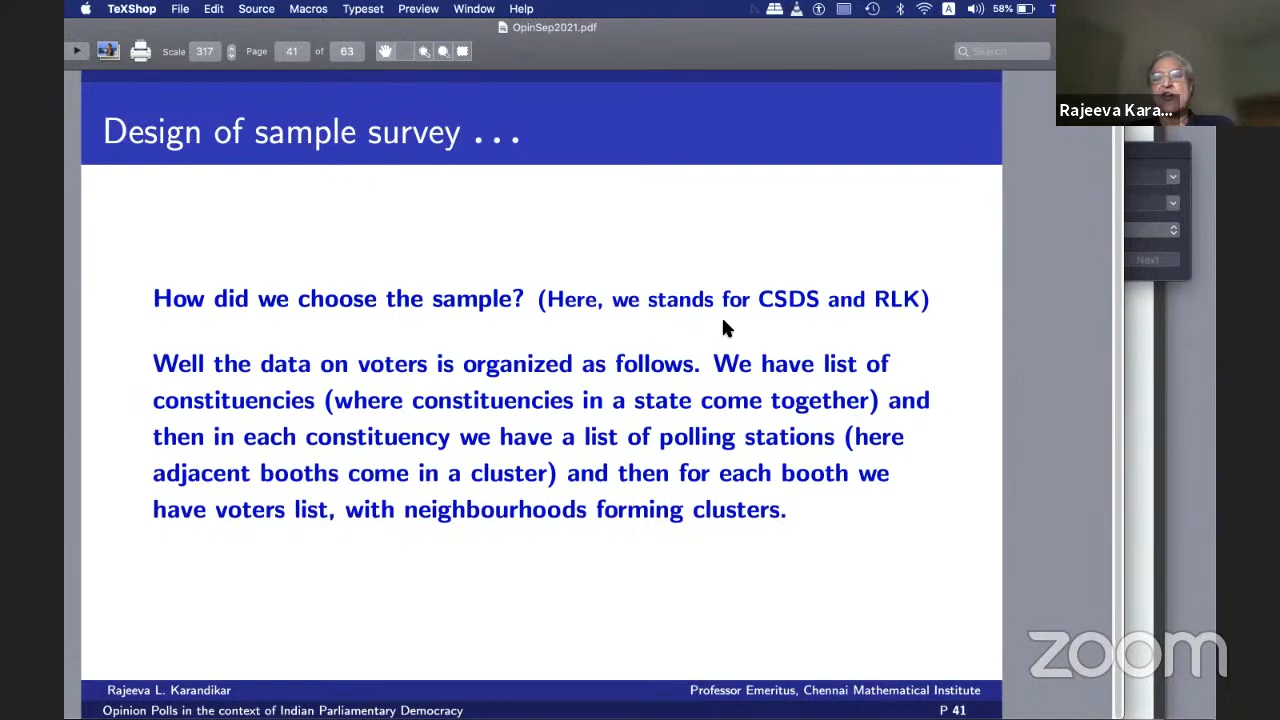 TeXShop File Edit Source Macros Typeset Preview Window Help A 58%
OpinSep2021.pdf
Scale 317 Page 41 of 63 Search
Rajeeva Kara...
Design of sample survey . . .
How did we choose the sample? (Here, we stands for CSDS and RLK)
Well the data on voters is organized as follows. We have list of
constituencies (where constituencies in a state come together) and
then in each constituency we have a list of polling stations (here
adjacent booths come in a cluster) and then for each booth we
have voters list, with neighbourhoods forming clusters.
Next
zoom
Rajeeva L. Karandikar Professor Emeritus, Chennai Mathematical Institute
Opinion Polls in the context of Indian Parliamentary Democracy P 41